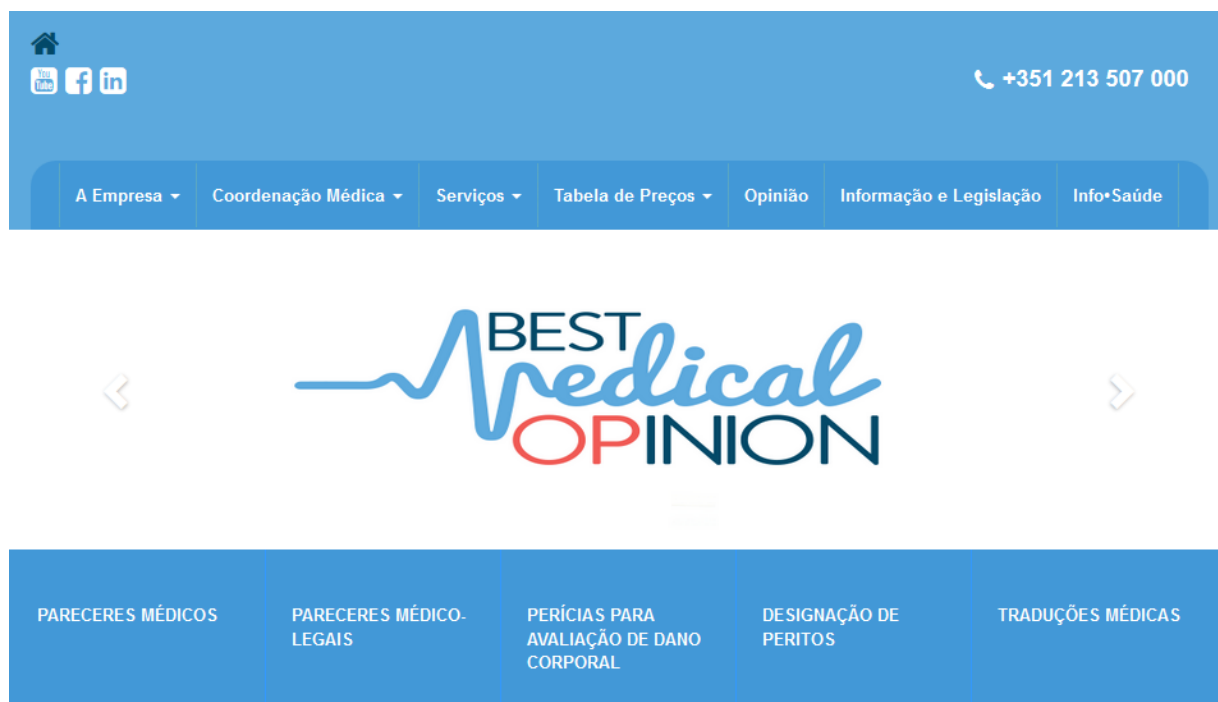 You
Tube
+351 213 507 000
A Empresa
Coordenação Médica
Serviços
Tabela de Preços
Opinião
Informação e Legislação
Info•Saúde
BEST
Medical
OPINION
PARECERES MÉDICOS
PARECERES MÉDICO-
LEGAIS
PERÍCIAS PARA
AVALIAÇÃO DE DANO
CORPORAL
DESIGNAÇÃO DE
PERITOS
TRADUÇÕES MÉDICAS